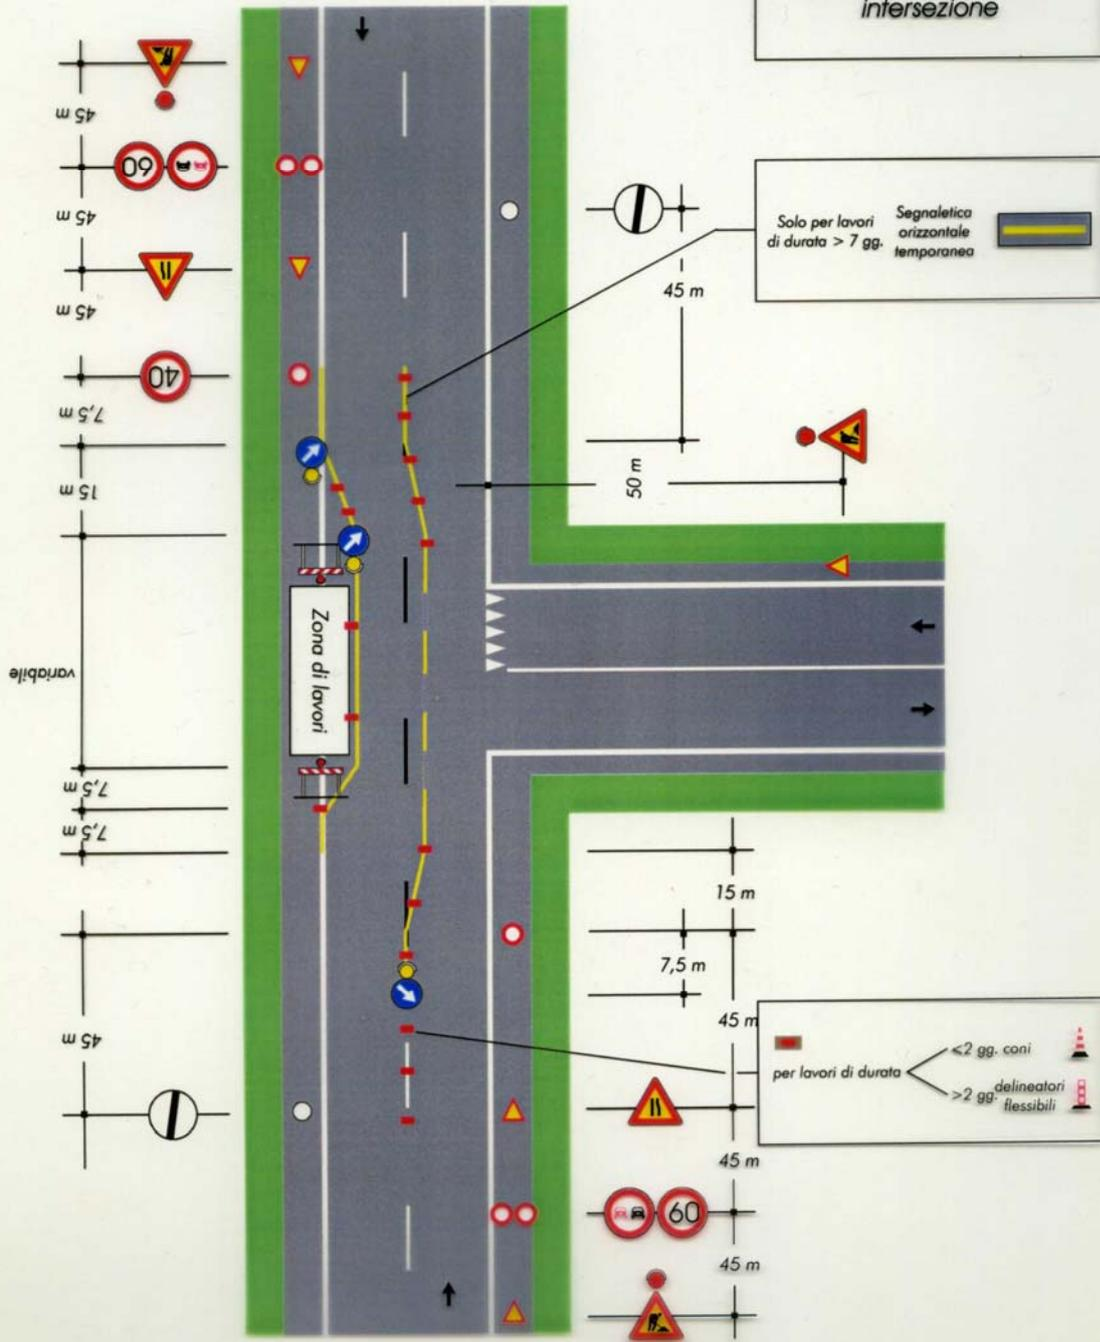 intersezione
Solo per lavori
di durata > 7 gg.
Segnaletica
orizzontale
temporanea
45 m
50 m
45 m
60
45 m
45 m
40
7,5 m
15 m
variabile
7,5 m
7,5 m
45 m
Zona di lavori
15 m
7,5 m
45 m
per lavori di durata
<2 gg. coni
>2 gg. delineatori
flessibili
45 m
60
45 m